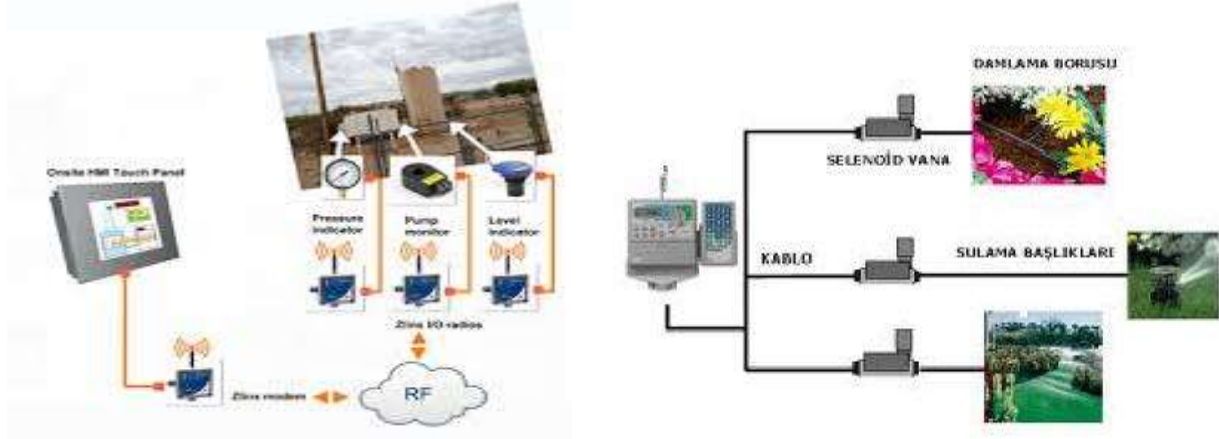 Onsite HMI Touch Panel
Pressure
indicator
Pump
monitor
Level
indicator
Zlinx I/O radios
Zlinx modem
RF
DAMLAMA BORUSU
SELENOİD VANA
KABLO
SULAMA BAŞLIKLARI